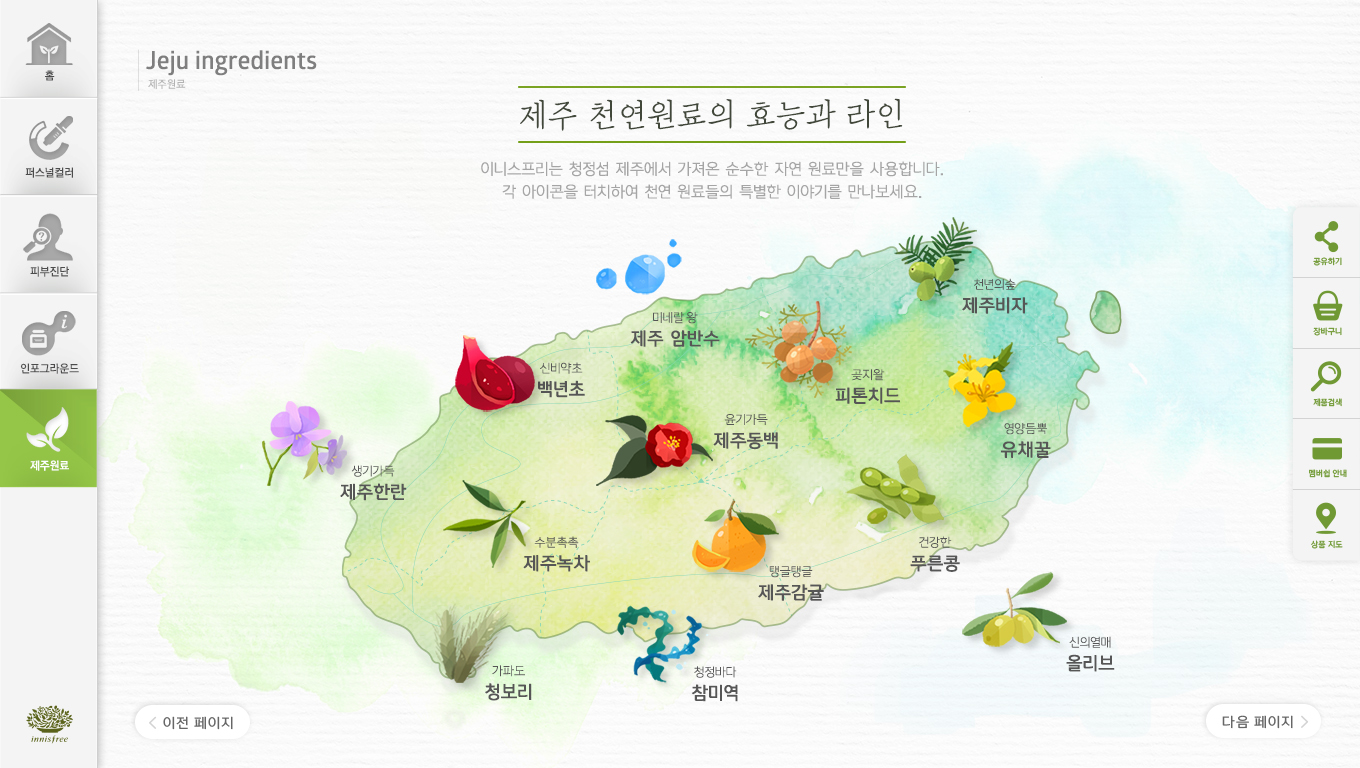 홈
퍼스널컬러
피부진단
인포그라운드
제주원료
innisfree
Jeju ingredients
제주원료
제주 천연원료의 효능과 라인
이니스프리는 청정섬 제주에서 가져온 순수한 자연 원료만을 사용합니다.
각 아이콘을 터치하여 천연 원료들의 특별한 이야기를 만나보세요.
천년의숲
제주비자
미네랄 왕
제주 암반수
신비약초
백년초
곶지왈
피톤치드
윤기가득
제주동백
영양듬뿍
유채꿀
생기가득
제주한란
수분촉촉
제주녹차
탱글탱글
제주감귤
건강한
푸른콩
신의열매
올리브
가파도
청보리
청정바다
참미역
이전 페이지
다음 페이지
공유하기
장바구니
제품검색
멤버쉽 안내
상품 지도